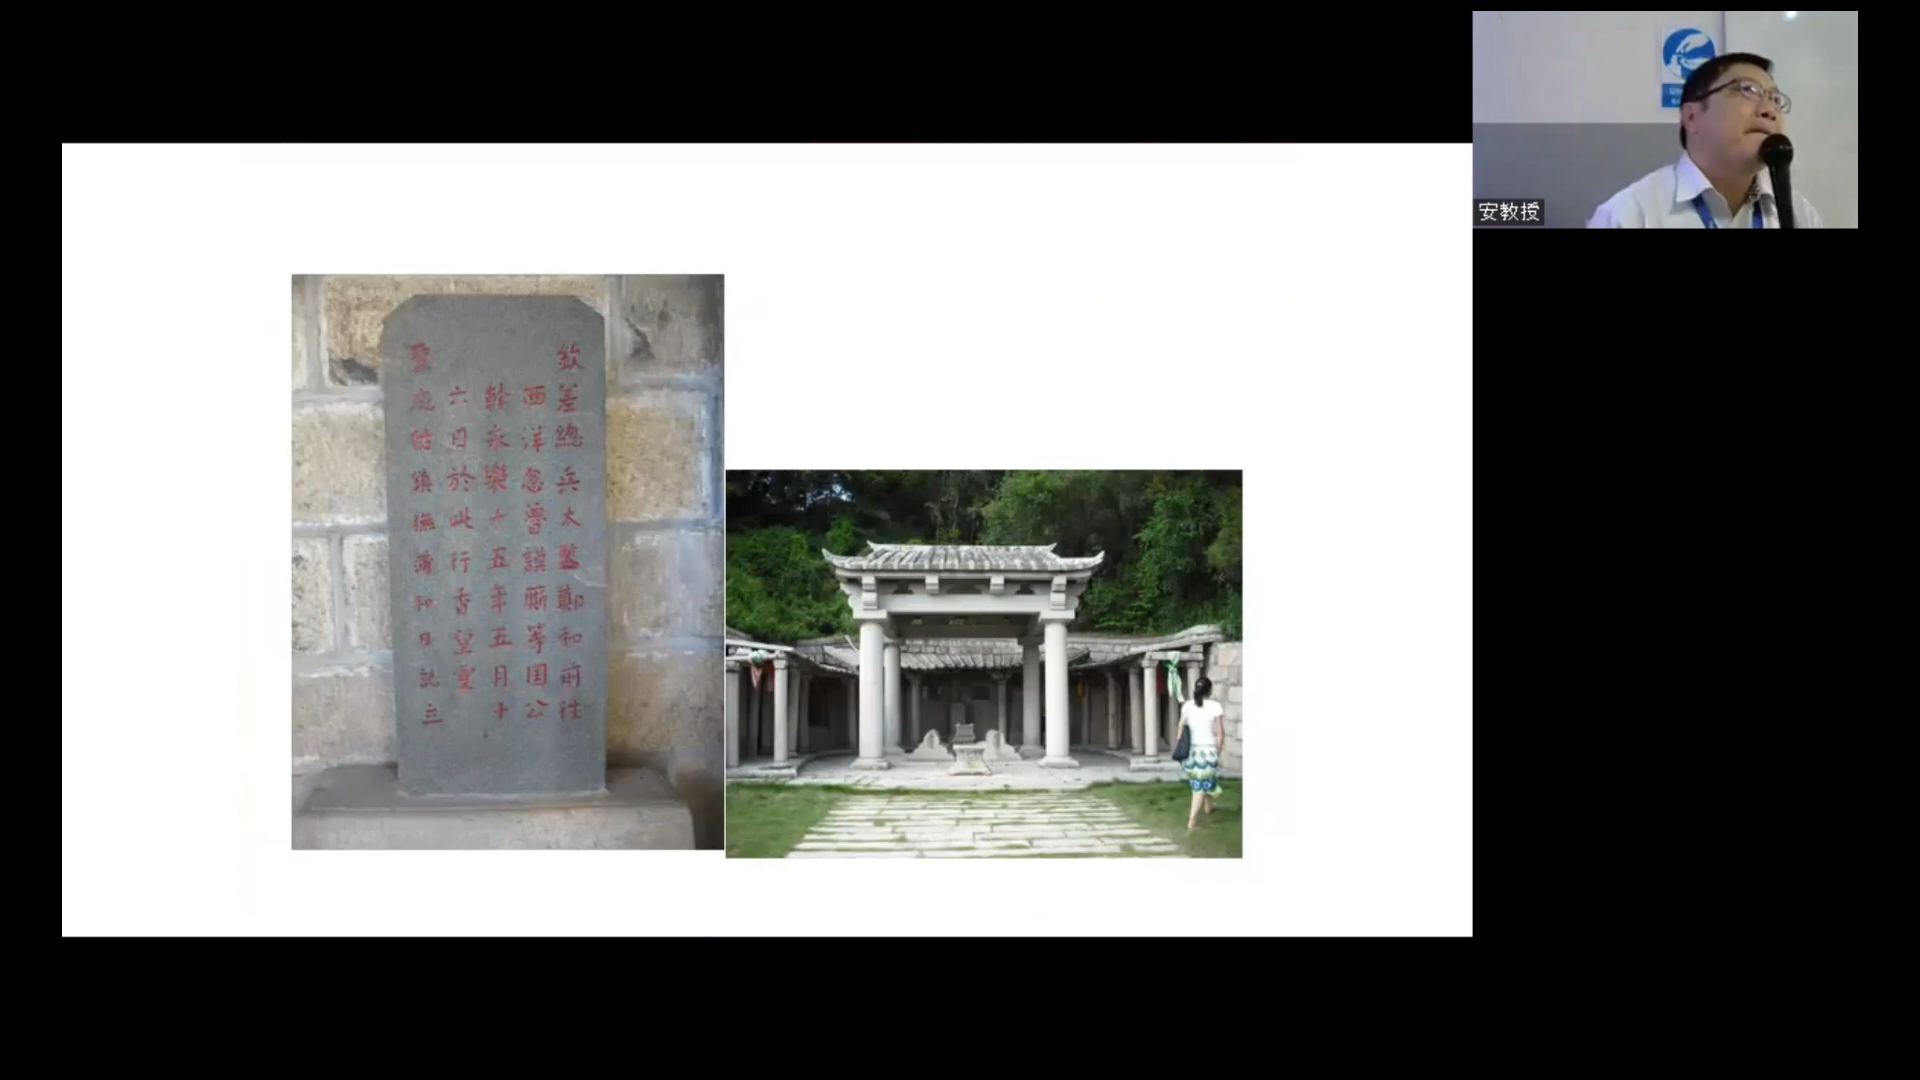 欽差總兵太監鄭和前往
西洋忽魯謨厮等国公
幹永樂十五年五月十
六日於此行香望靈
聖庇祐鎮撫蒲和日記立
安教授